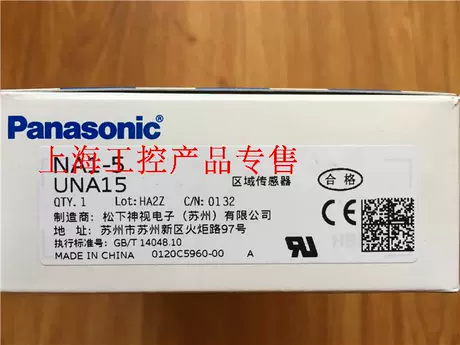 Panasonic
上海工控产品专售
NA1-5
UNA15
区域传感器
合格
QTY. 1 Lot: HA2Z C/N: 0132
制造商: 松下神视电子 (苏州) 有限公司
地 址: 苏州市苏州新区火炬路97号
执行标准号: GB/T 14048.10
MADE IN CHINA 0120C5960-00 A